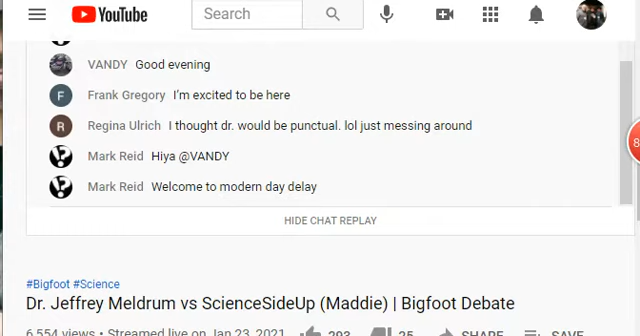 YouTube
Search
VANDY Good evening
F Frank Gregory I'm excited to be here
R Regina Ulrich I thought dr. would be punctual. lol just messing around
Mark Reid Hiya @VANDY
Mark Reid Welcome to modern day delay
8
HIDE CHAT REPLAY
#Bigfoot #Science
Dr. Jeffrey Meldrum vs ScienceSideUp (Maddie) | Bigfoot Debate
6,554 views • Streamed live on Jan 23, 2021 293 25 SHARE SAVE